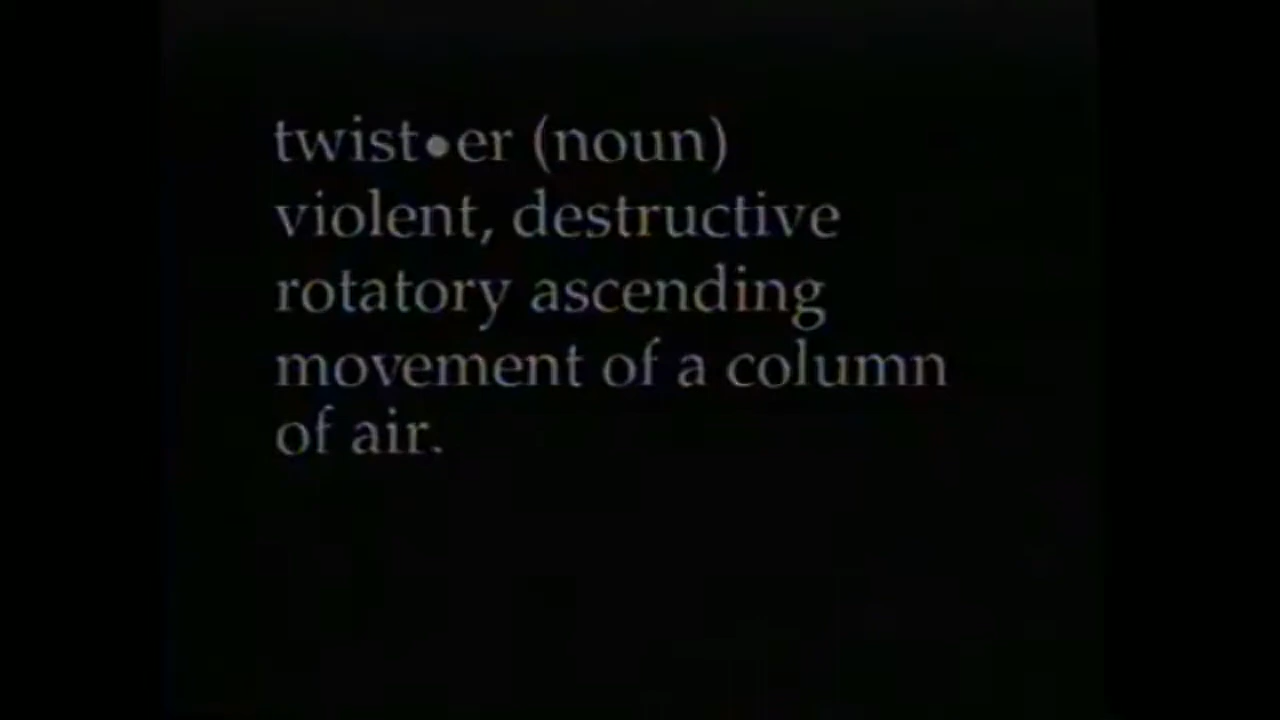 twist•er (noun)
violent, destructive
rotatory ascending
movement of a column
of air.